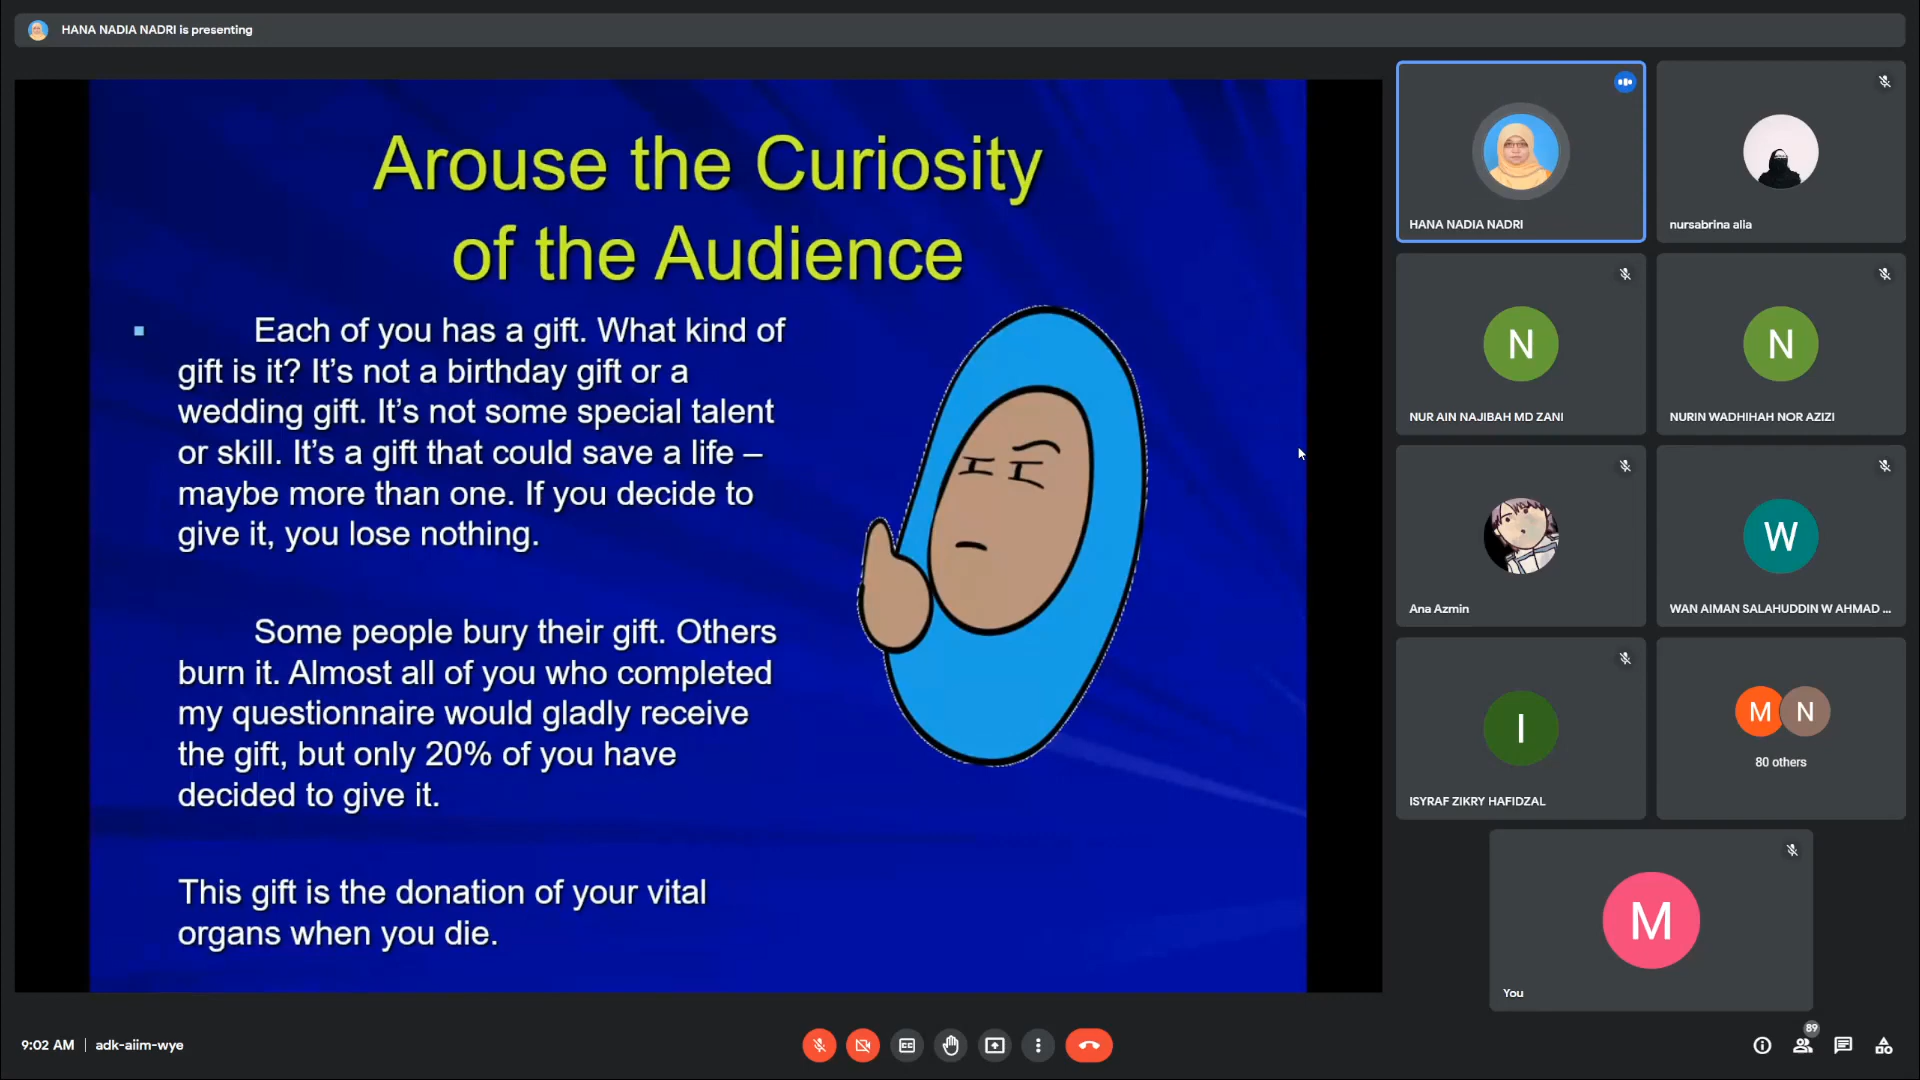 HANA NADIA NADRI is presenting
Arouse the Curiosity
of the Audience
Each of you has a gift. What kind of
gift is it? It's not a birthday gift or a
wedding gift. It's not some special talent
or skill. It's a gift that could save a life –
maybe more than one. If you decide to
give it, you lose nothing.
Some people bury their gift. Others
burn it. Almost all of you who completed
my questionnaire would gladly receive
the gift, but only 20% of you have
decided to give it.
This gift is the donation of your vital
organs when you die.
HANA NADIA NADRI
nursabrina alia
N
NUR AIN NAJIBAH MD ZANI
N
NURIN WADHIHAH NOR AZIZI
Ana Azmin
W
WAN AIMAN SALAHUDDIN W AHMAD ...
I
ISYRAF ZIKRY HAFIDZAL
M N
80 others
M
You
9:02 AM | adk-aiim-wye
89